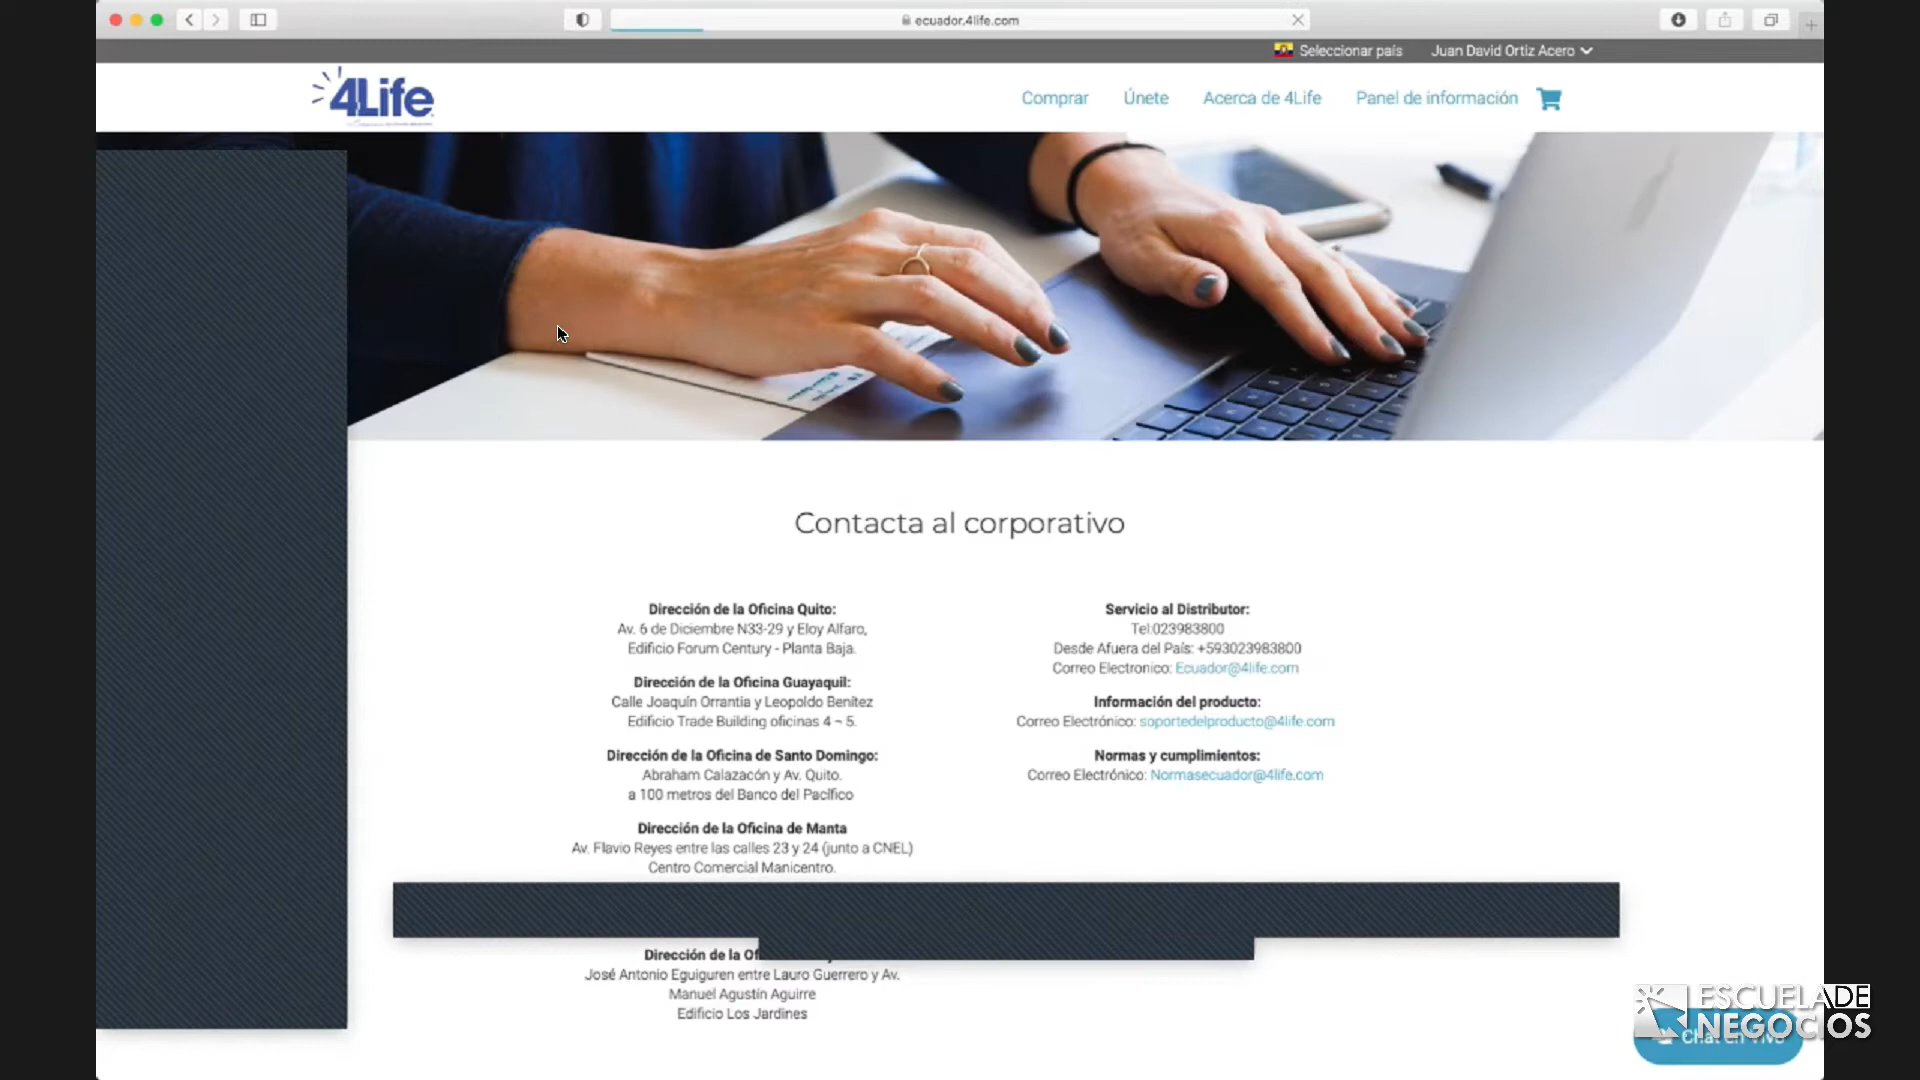 ecuador.4life.com
Seleccionar país
Juan David Ortiz Acero
4Life
Comprar
Únete
Acerca de 4Life
Panel de información
Contacta al corporativo
Dirección de la Oficina Quito:
Av. 6 de Diciembre N33-29 y Eloy Alfaro,
Edificio Forum Century - Planta Baja.
Dirección de la Oficina Guayaquil:
Calle Joaquín Orrantia y Leopoldo Benítez
Edificio Trade Building oficinas 4 ~ 5.
Dirección de la Oficina de Santo Domingo:
Abraham Calazacón y Av. Quito.
a 100 metros del Banco del Pacífico
Dirección de la Oficina de Manta
Av. Flavio Reyes entre las calles 23 y 24 (junto a CNEL)
Centro Comercial Manicentro.
Dirección de la
José Antonio Eguiguren entre Lauro Guerrero y Av.
Manuel Agustín Aguirre
Edificio Los Jardines
Servicio al Distributor:
Tel:023983800
Desde Afuera del País: +593023983800
Correo Electronico: Ecuador@4life.com
Información del producto:
Correo Electrónico: soportedelproducto@4life.com
Normas y cumplimientos:
Correo Electrónico: Normasecuador@4life.com
ESCUELADE
NEGOCIOS
Chat en Vivo